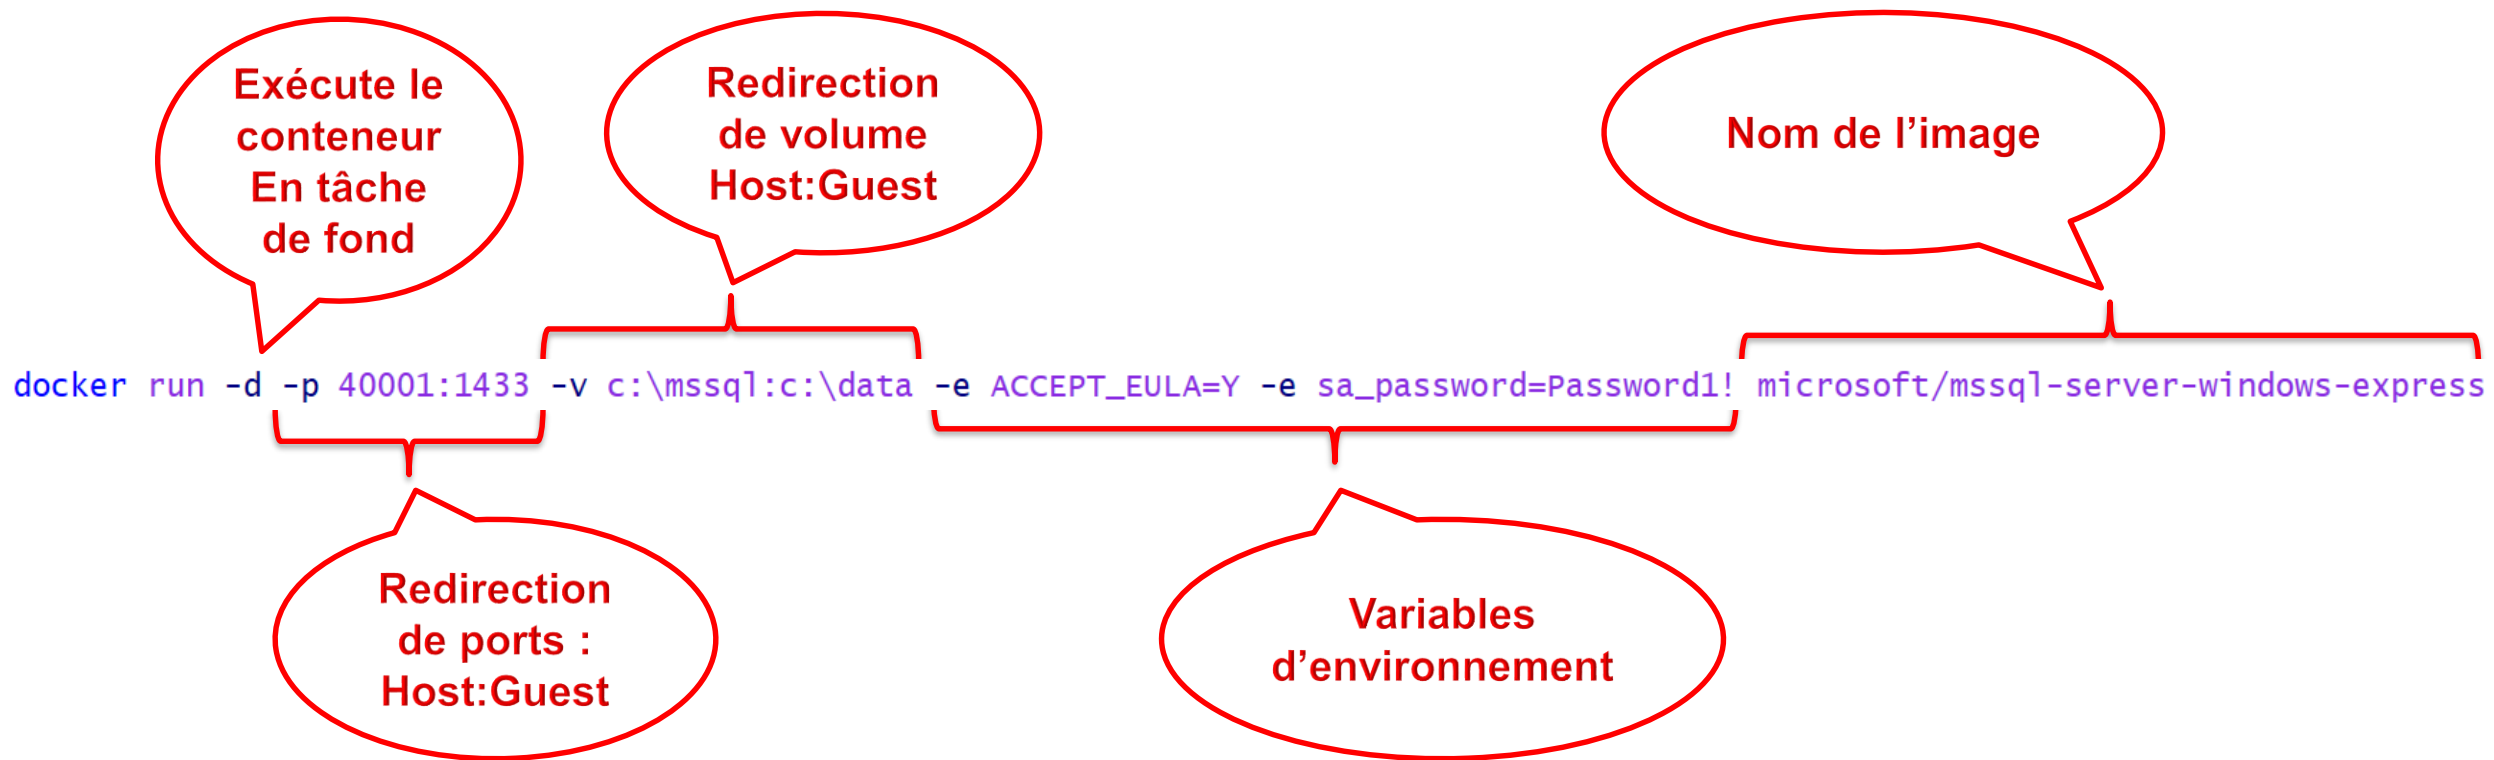 Exécute le
conteneur
En tâche
de fond
Redirection
de volume
Host:Guest
Nom de l’image
docker run -d -p 40001:1433 -v c:\mssql:c:\data -e ACCEPT_EULA=Y -e sa_password=Password1! microsoft/mssql-server-windows-express
Redirection
de ports :
Host:Guest
Variables
d’environnement